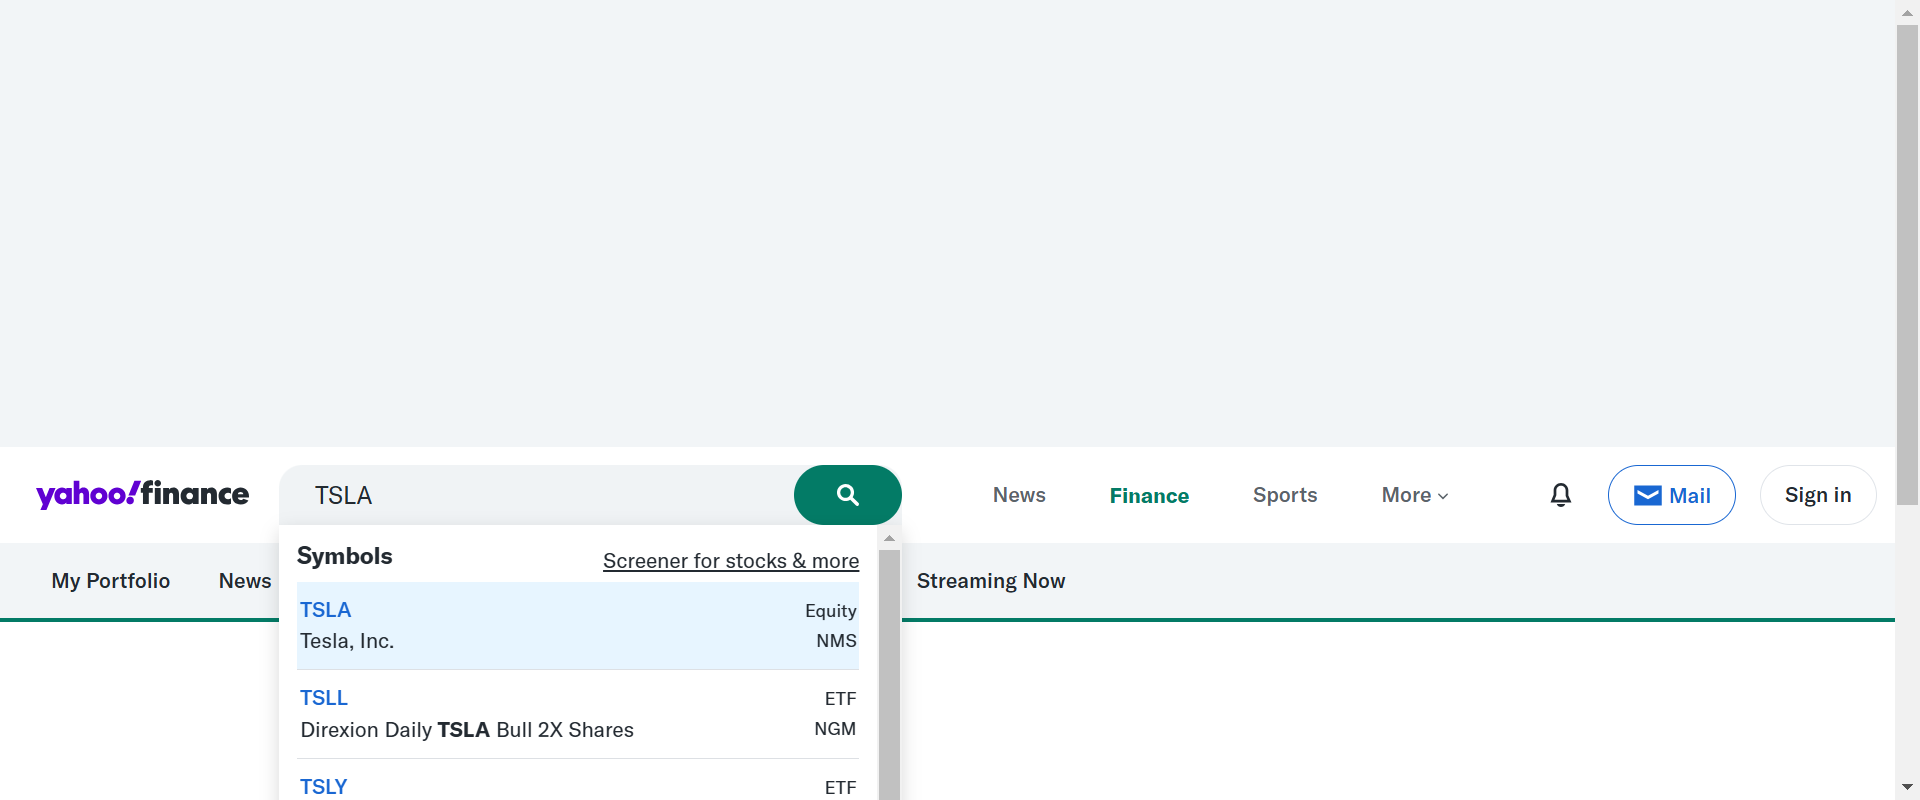 yahoo!finance
TSLA
News
Finance
Sports
More
Mail
Sign in
My Portfolio
News
Streaming Now
Symbols
Screener for stocks & more
TSLA Equity
Tesla, Inc. NMS
TSLL ETF
Direxion Daily TSLA Bull 2X Shares NGM
TSLY ETF